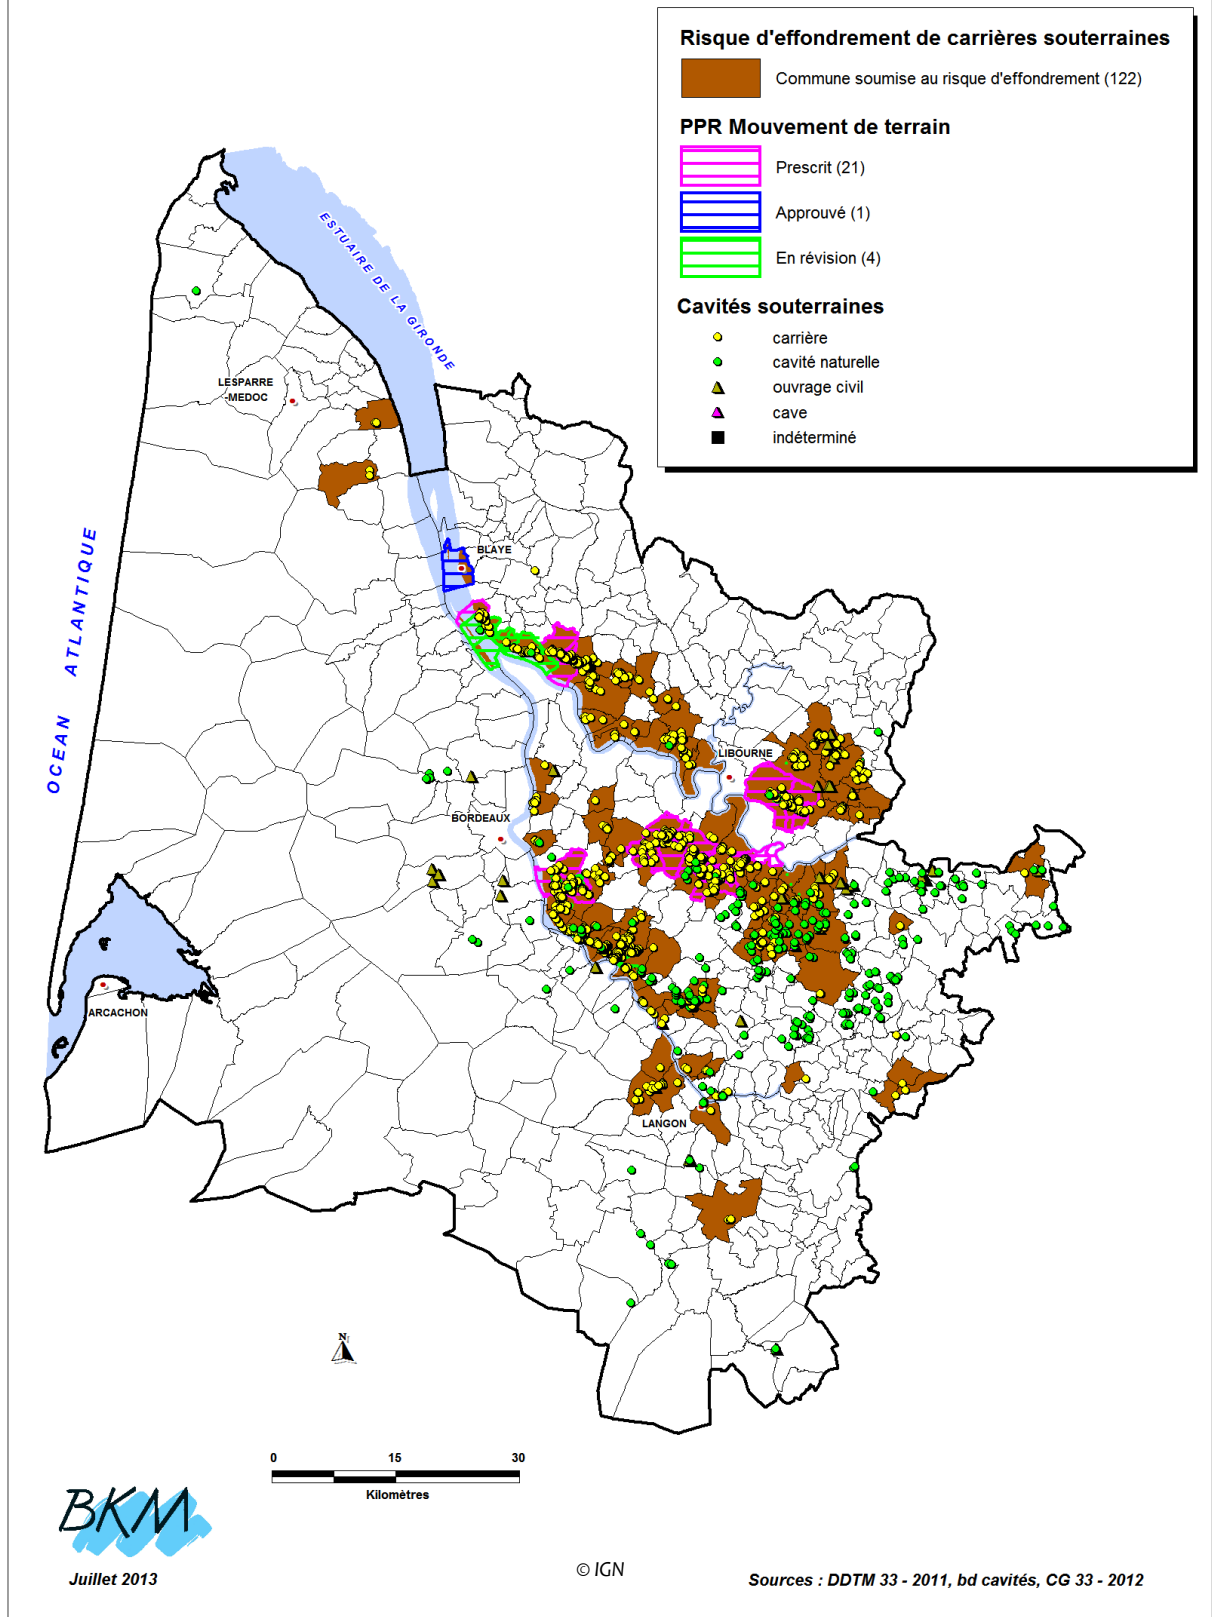 Risque d'effondrement de carrières souterraines
Commune soumise au risque d'effondrement (122)
PPR Mouvement de terrain
Prescrit (21)
Approuvé (1)
En révision (4)
Cavités souterraines
carrière
cavité naturelle
ouvrage civil
cave
indéterminé
ESTUAIRE DE LA GIRONDE
LESPARRE
-MEDOC
BLAYE
OCEAN ATLANTIQUE
LIBOURNE
BORDEAUX
ARCACHON
LANGON
N
0 15 30
Kilomètres
BKM
Juillet 2013
© IGN
Sources : DDTM 33 - 2011, bd cavités, CG 33 - 2012